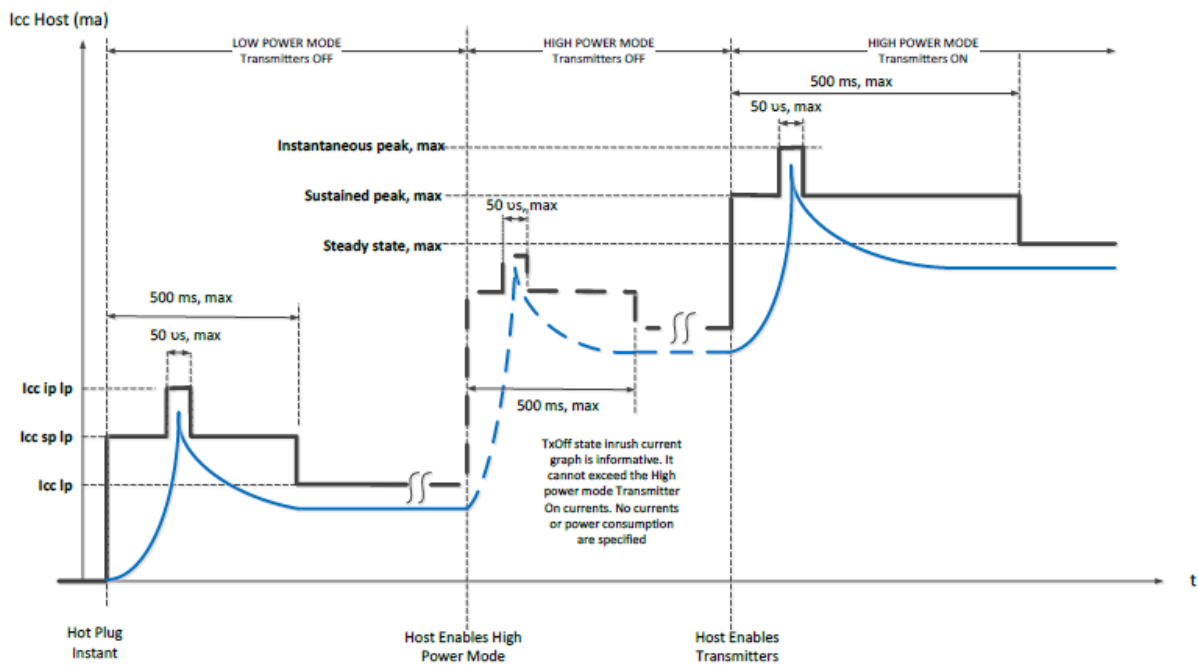 Icc Host (ma)
LOW POWER MODE
Transmitters OFF
HIGH POWER MODE
Transmitters OFF
HIGH POWER MODE
Transmitters ON
500 ms, max
50 υs, max
Instantaneous peak, max
Sustained peak, max
50 υs, max
Steady state, max
500 ms, max
50 υs, max
Icc ip lp
500 ms, max
Icc sp lp
TxOff state inrush current
graph is informative. It
cannot exceed the High
power mode Transmitter
On currents. No currents
or power consumption
are specified
Icc lp
t
Hot Plug
Instant
Host Enables High
Power Mode
Host Enables
Transmitters